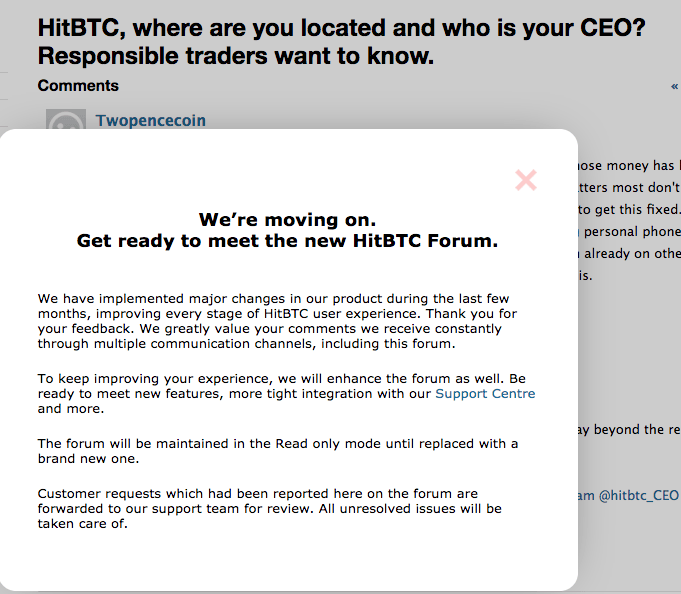 HitBTC, where are you located and who is your CEO?
Responsible traders want to know.
Comments
«
Twopencecoin
We’re moving on.
Get ready to meet the new HitBTC Forum.
We have implemented major changes in our product during the last few
months, improving every stage of HitBTC user experience. Thank you for
your feedback. We greatly value your comments we receive constantly
through multiple communication channels, including this forum.
To keep improving your experience, we will enhance the forum as well. Be
ready to meet new features, more tight integration with our Support Centre
and more.
The forum will be maintained in the Read only mode until replaced with a
brand new one.
Customer requests which had been reported here on the forum are
forwarded to our support team for review. All unresolved issues will be
taken care of.
money has
most don't
to get this fixed.
personal phone
already on
is.
beyond the
@hitbtc_CEO